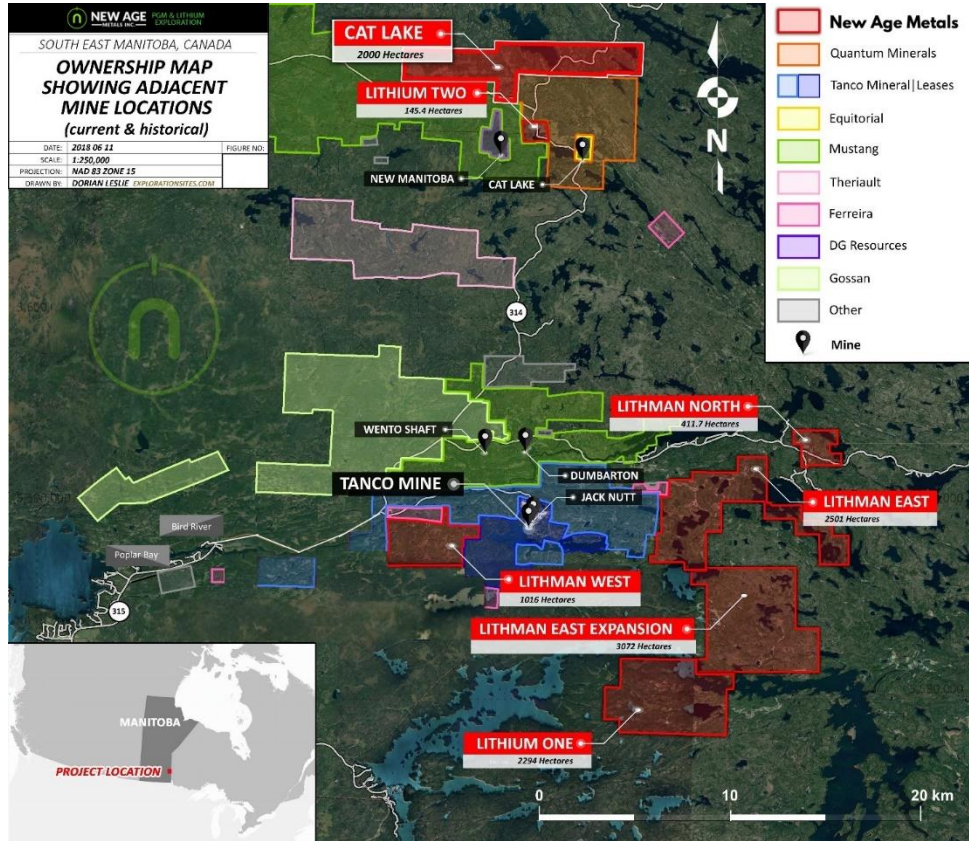 NEW AGE
METALS INC.
PGM & LITHIUM
EXPLORATION
SOUTH EAST MANITOBA, CANADA
OWNERSHIP MAP
SHOWING ADJACENT
MINE LOCATIONS
(current & historical)
DATE: 2018 06 11
FIGURE NO:
SCALE: 1:250,000
PROJECTION: NAD 83 ZONE 15
DRAWN BY: DORIAN LESLIE EXPLORATIONSITES.COM
CAT LAKE
2000 Hectares
LITHIUM TWO
145.4 Hectares
NEW MANITOBA
CAT LAKE
N
New Age Metals
Quantum Minerals
Tanco Mineral|Leases
Equitorial
Mustang
Theriault
Ferreira
DG Resources
Gossan
Other
Mine
314
LITHMAN NORTH
411.7 Hectares
WENTO SHAFT
DUMBARTON
TANCO MINE
JACK NUTT
LITHMAN EAST
2501 Hectares
Bird River
Poplar Bay
315
LITHMAN WEST
1016 Hectares
LITHMAN EAST EXPANSION
3072 Hectares
LITHIUM ONE
2294 Hectares
MANITOBA
PROJECT LOCATION
0 10 20 km